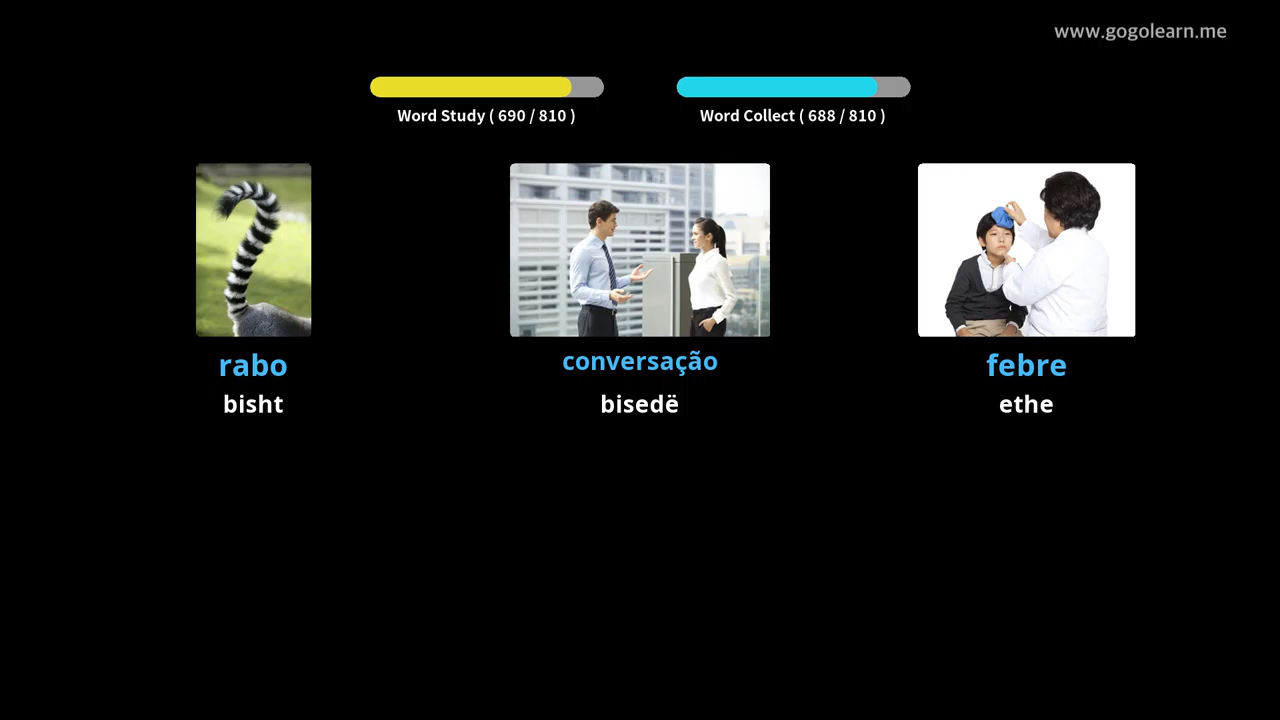 www.gogolearn.me
Word Study ( 690 / 810 )
Word Collect ( 688 / 810 )
rabo
bisht
conversação
bisedë
febre
ethe